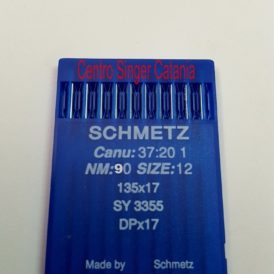 Centro Singer Catania
SCHMETZ
Canu: 37:20 1
NM:90 SIZE:12
135x17
SY 3355
DPx17
Made by Schmetz